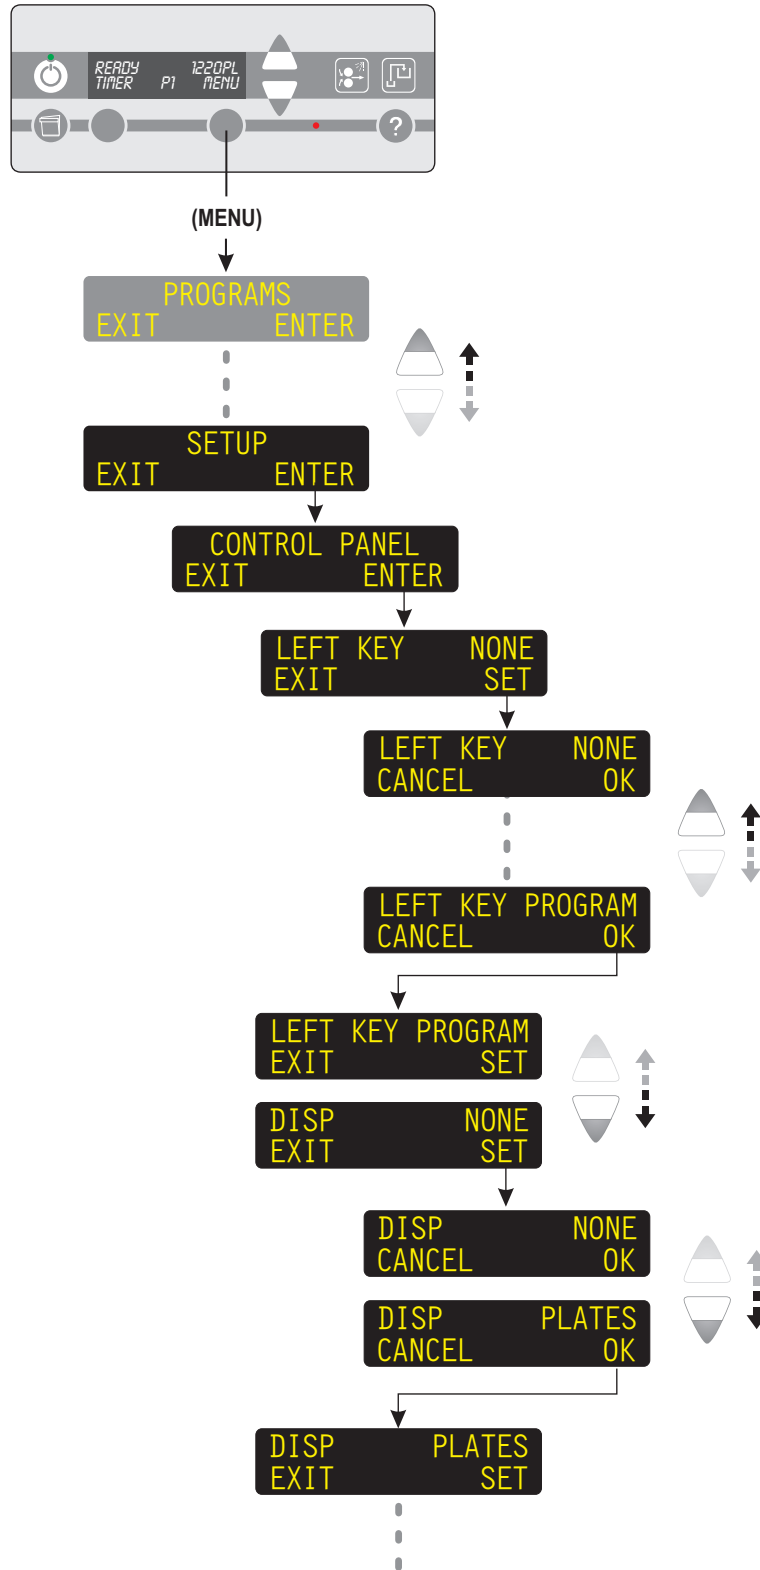 READY 1220PL
TIMER P1 MENU
?
(MENU)
PROGRAMS
EXIT ENTER
SETUP
EXIT ENTER
CONTROL PANEL
EXIT ENTER
LEFT KEY NONE
EXIT SET
LEFT KEY NONE
CANCEL OK
LEFT KEY PROGRAM
CANCEL OK
LEFT KEY PROGRAM
EXIT SET
DISP NONE
EXIT SET
DISP NONE
CANCEL OK
DISP PLATES
CANCEL OK
DISP PLATES
EXIT SET